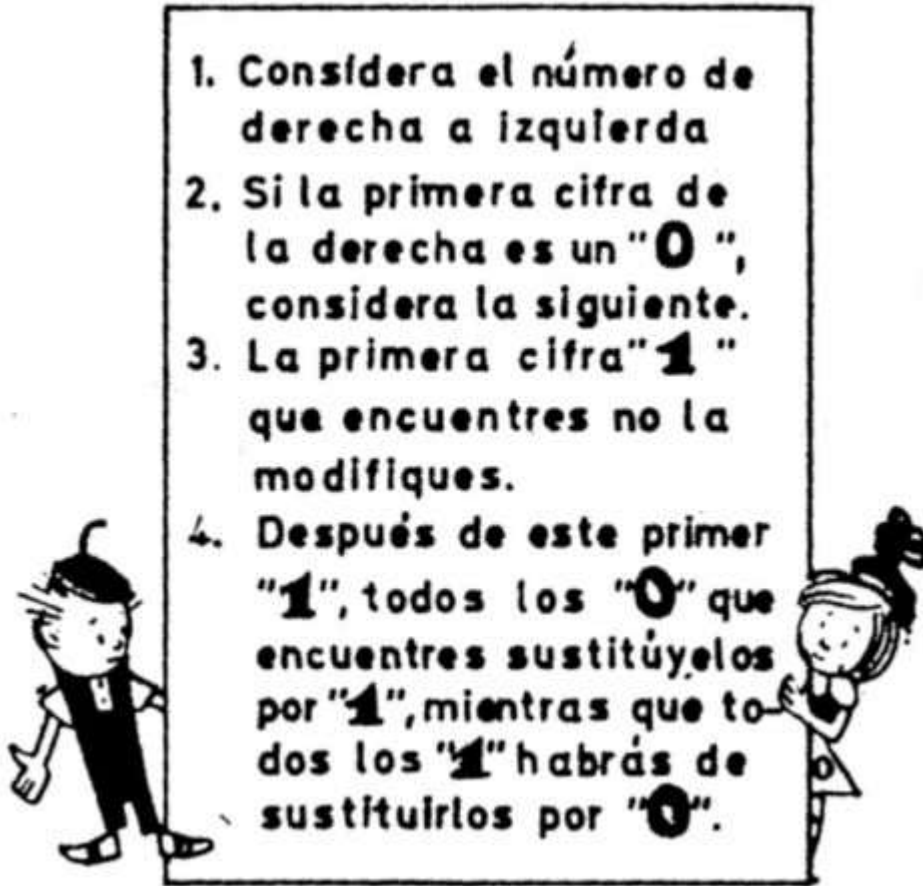 1. Considera el número de
derecha a izquierda
2. Si la primera cifra de
la derecha es un "0",
considera la siguiente.
3. La primera cifra "1"
que encuentres no la
modifiques.
4. Después de este primer
"1", todos los "0" que
encuentres sustitúyelos
por "1", mientras que to-
dos los "1" habrás de
sustituirlos por "0".